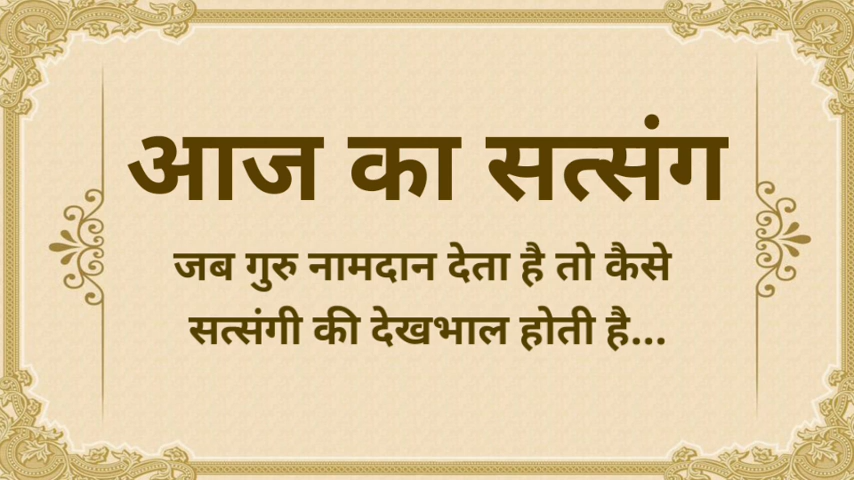 आज का सत्संग
जब गुरु नामदान देता है तो कैसे
सत्संगी की देखभाल होती है...